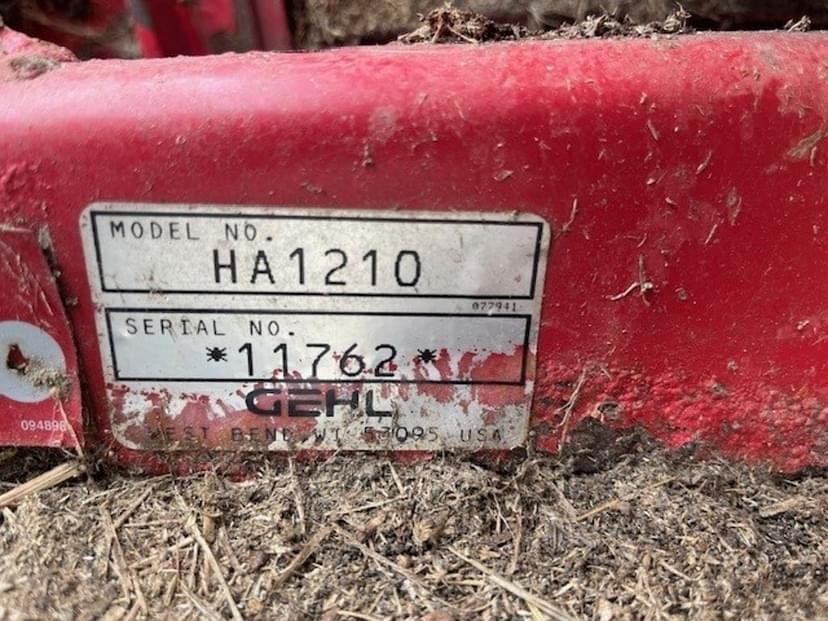 MODEL NO.
HA1210
077941
SERIAL NO.
*11762*
GEHL
WEST BEND, WI 53095 USA
094898